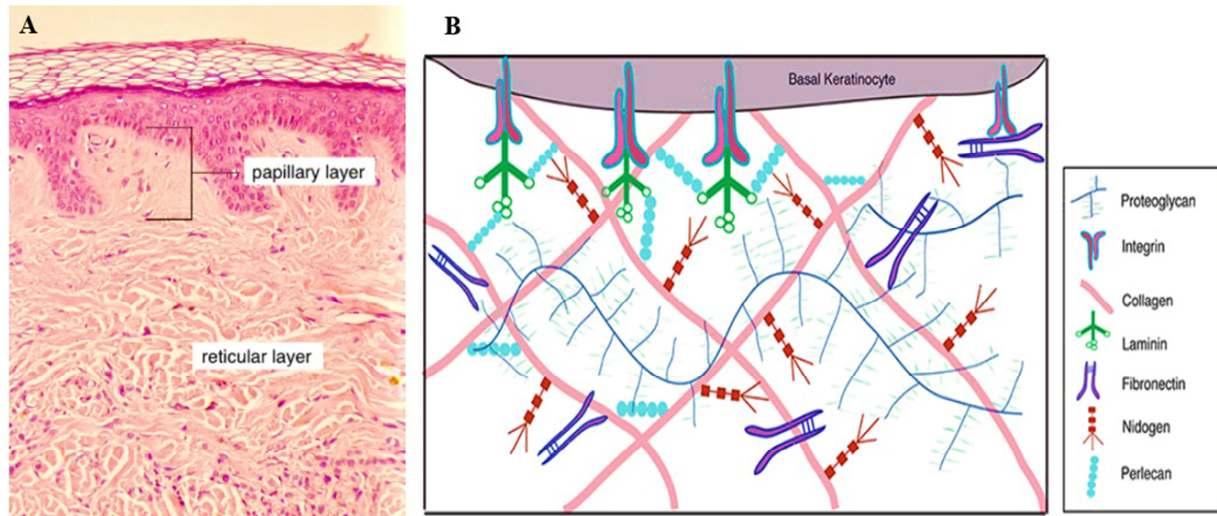 A
papillary layer
reticular layer
B
Basal Keratinocyte
Proteoglycan
Integrin
Collagen
Laminin
Fibronectin
Nidogen
Perlecan